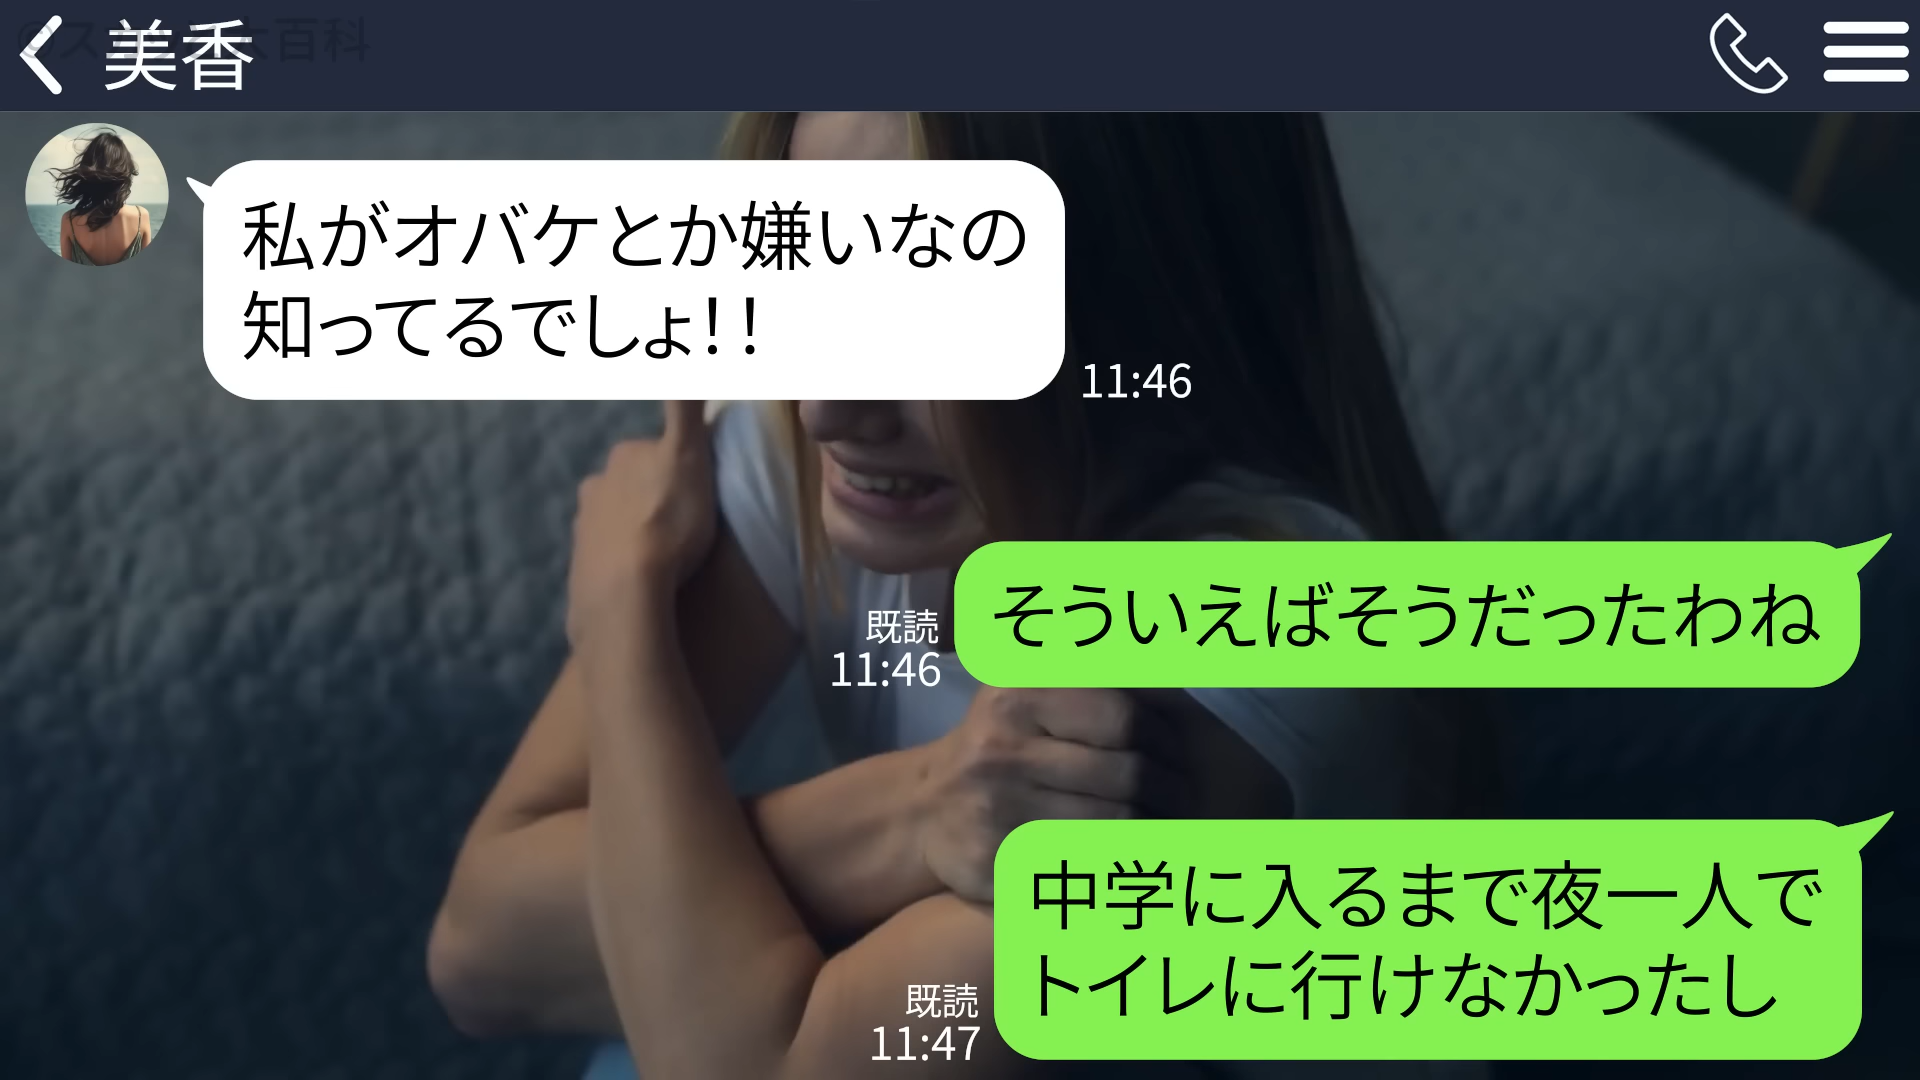 美香
私がオバケとか嫌いなの
知ってるでしょ！！
11:46
そういえばそうだったわね
既読
11:46
中学に入るまで夜一人で
トイレに行けなかったし
既読
11:47